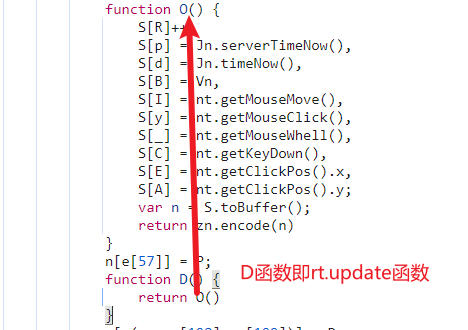 function O() {
S[R]++
S[p] = Jn.serverTimeNow(),
S[d] = Jn.timeNow(),
S[B] = Vn,
S[I] = nt.getMouseMove(),
S[y] = nt.getMouseClick(),
S[_] = nt.getMouseWhell(),
S[C] = nt.getKeyDown(),
S[E] = nt.getClickPos().x,
S[A] = nt.getClickPos().y;
var n = S.toBuffer();
return zn.encode(n)
}
n[e[57]] = P;
function D() {
D函数即rt.update函数
return O()
}